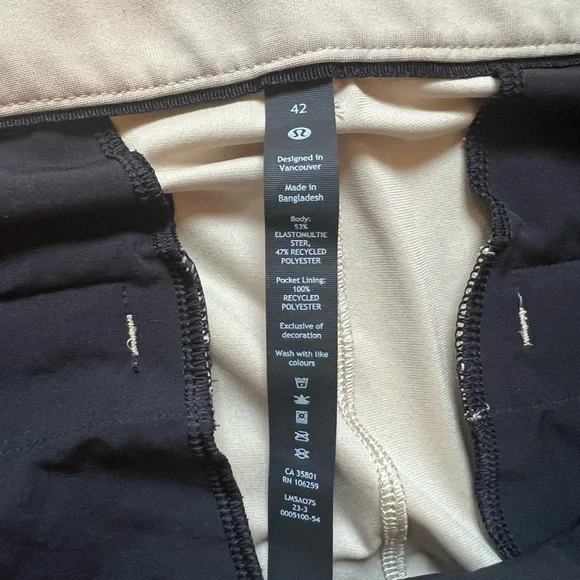 42
Designed in
Vancouver
Made in
Bangladesh
Body:
53%
ELASTOMULTIE
STER,
47% RECYCLED
POLYESTER
Pocket Lining:
100%
RECYCLED
POLYESTER
Exclusive of
decoration
Wash with like
colours
CA 35801
RN 106259
LM5AD7S
23-3
0005100-54